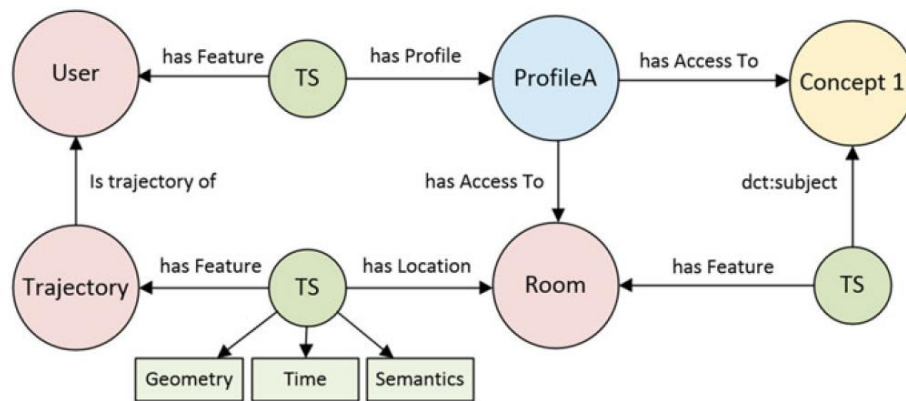 has Feature
has Profile
has Access To
User
TS
ProfileA
Concept 1
Is trajectory of
has Access To
dct:subject
has Feature
has Location
has Feature
Trajectory
TS
Room
TS
Geometry
Time
Semantics